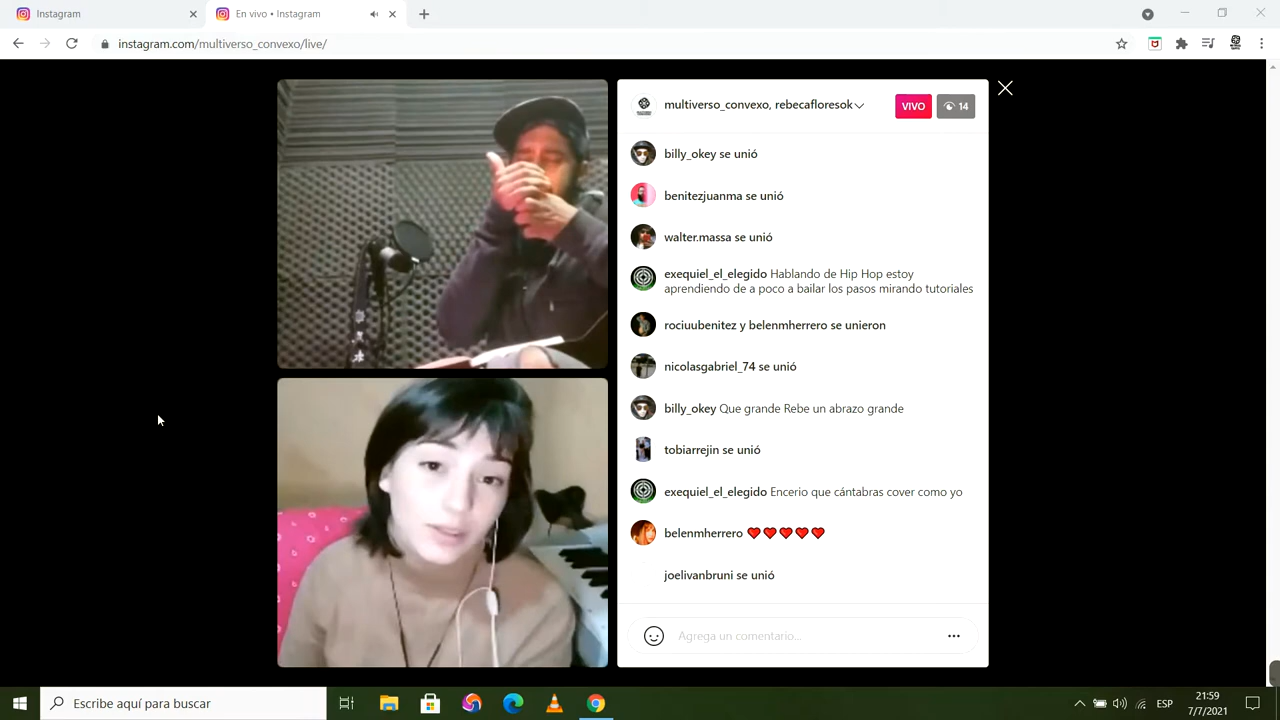 Instagram
En vivo • Instagram
instagram.com/multiverso_convexo/live/
multiverso_convexo, rebecafloresok
VIVO
14
billy_okey se unió
benitezjuanma se unió
walter.massa se unió
exequiel_el_elegido Hablando de Hip Hop estoy
aprendiendo de a poco a bailar los pasos mirando tutoriales
rociuubenitez y belenmherrero se unieron
nicolasgabriel_74 se unió
billy_okey Que grande Rebe un abrazo grande
tobiarrejin se unió
exequiel_el_elegido Encerio que cántabras cover como yo
belenmherrero ❤️❤️❤️❤️❤️
joelivanbruni se unió
Agrega un comentario...
Escribe aquí para buscar
ESP
21:59
7/7/2021